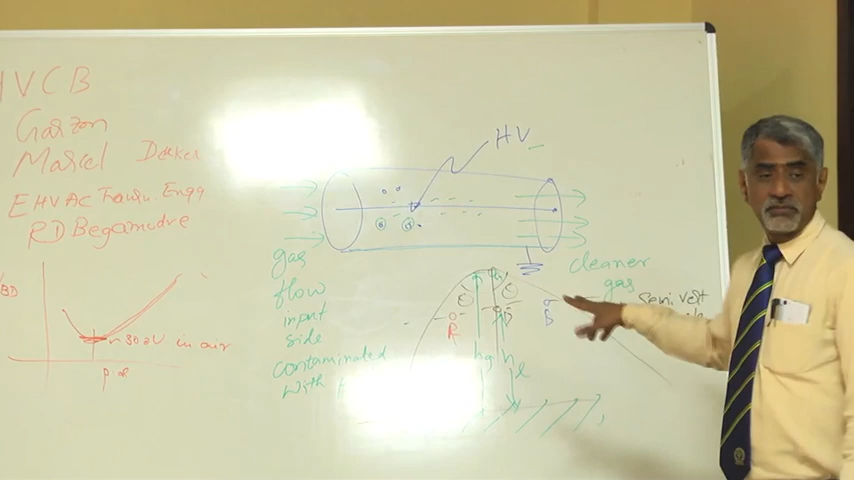 HVCB
Garzon
Marcel Dekker
EHVAC Transn Engg
RD Begamudre
BD
300V in air
HV
gas
flow
input
side
contaminated
with
cleaner
gas
R
B
hg
hl
Semi vert